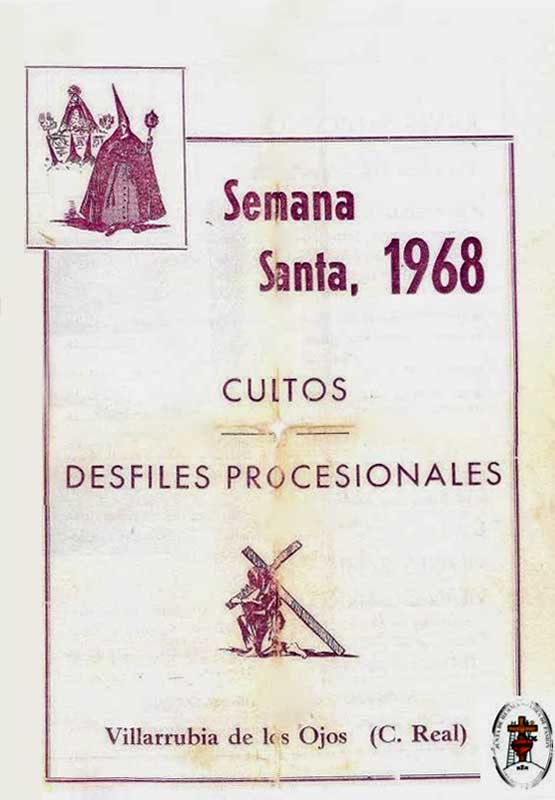 Semana
Santa, 1968
CULTOS
DESFILES PROCESIONALES
Villarrubia de los Ojos (C. Real)